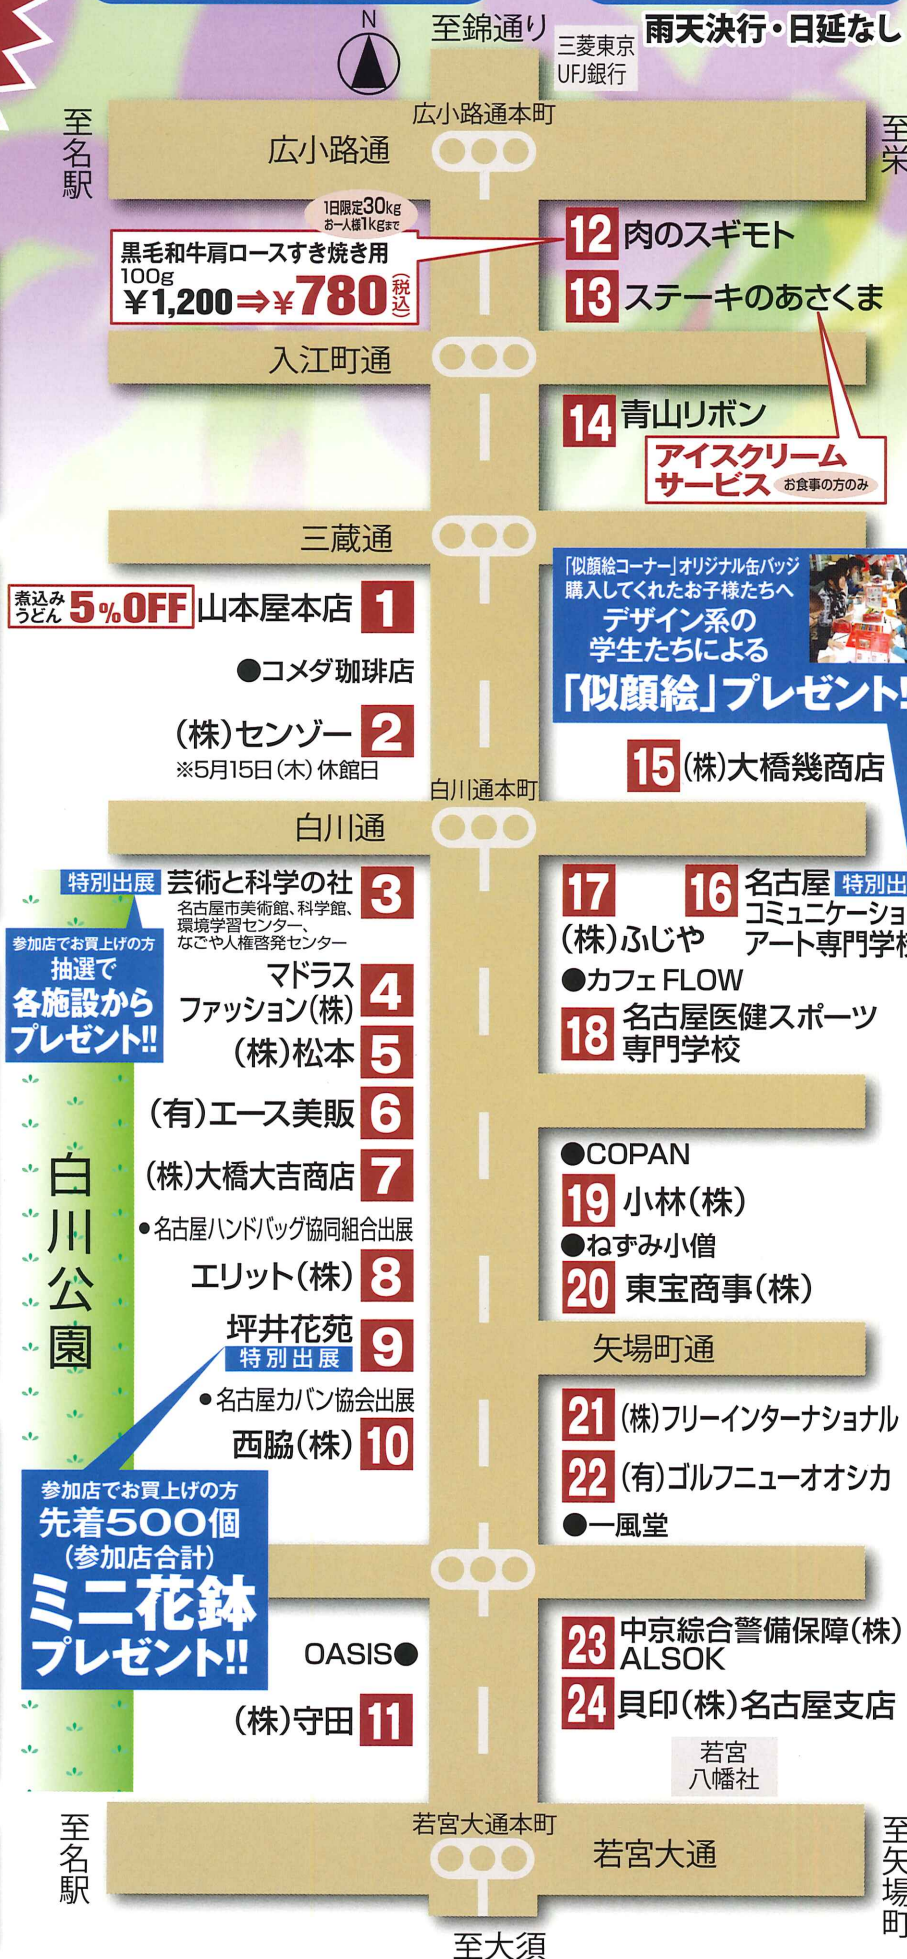 雨天決行・日延なし
N
至錦通り
三菱東京
UFJ銀行
至名駅
広小路通本町
広小路通
至栄
1日限定30kg
お一人様1kgまで
黒毛和牛肩ロースすき焼き用
100g
¥1,200⇒¥780(税込)
12 肉のスギモト
13 ステーキのあさくま
入江町通
14 青山リボン
アイスクリーム
サービス お食事の方のみ
三蔵通
煮込み
うどん 5%OFF 山本屋本店 1
●コメダ珈琲店
(株)センゾー 2
※5月15日(木)休館日
「似顔絵コーナー」オリジナル缶バッジ
購入してくれたお子様たちへ
デザイン系の
学生たちによる
「似顔絵」プレゼント!
15 (株)大橋幾商店
白川通本町
白川通
特別出展 芸術と科学の社 3
名古屋市美術館、科学館、
環境学習センター、
なごや人権啓発センター
参加店でお買上げの方
抽選で
各施設から
プレゼント!!
マドラス
ファッション(株) 4
(株)松本 5
(有)エース美販 6
(株)大橋大吉商店 7
●名古屋ハンドバッグ協同組合出展
エリット(株) 8
坪井花苑 9
特別出展
●名古屋カバン協会出展
西脇(株) 10
白川公園
参加店でお買上げの方
先着500個
(参加店合計)
ミニ花鉢
プレゼント!!
OASIS●
(株)守田 11
17
(株)ふじや
16 名古屋 特別出
コミュニケーショ
アート専門学校
●カフェ FLOW
18 名古屋医健スポーツ
専門学校
●COPAN
19 小林(株)
●ねずみ小僧
20 東宝商事(株)
矢場町通
21 (株)フリーインターナショナル
22 (有)ゴルフニューオオシカ
●一風堂
23 中京綜合警備保障(株)
ALSOK
24 貝印(株)名古屋支店
若宮
八幡社
至名駅
若宮大通本町
若宮大通
至矢場町
至大須